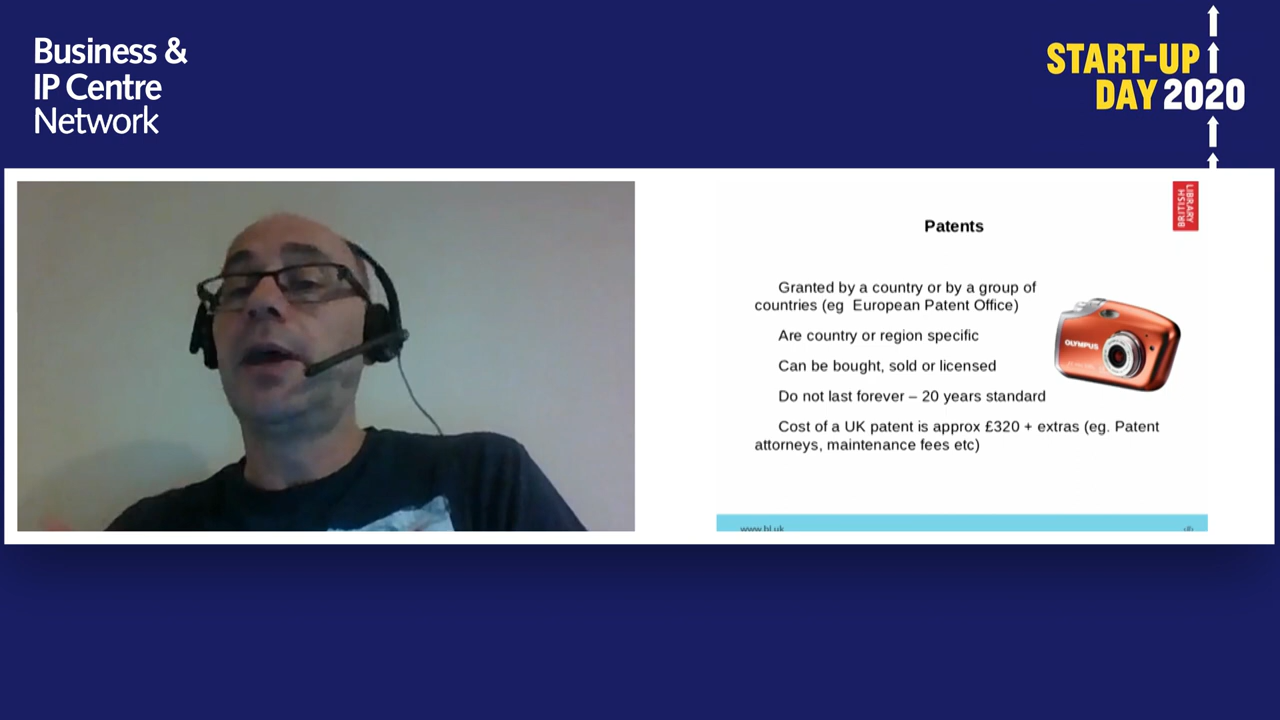 Business &
IP Centre
Network
START-UP
DAY 2020
BRITISH
LIBRARY
Patents
Granted by a country or by a group of
countries (eg European Patent Office)
Are country or region specific
OLYMPUS
Can be bought, sold or licensed
Do not last forever – 20 years standard
Cost of a UK patent is approx £320 + extras (eg. Patent
attorneys, maintenance fees etc)
www.bl.uk